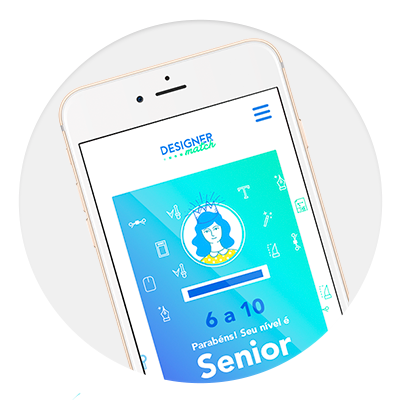 DESIGNER
match
6 a 10
Parabéns! Seu nível é
Senior